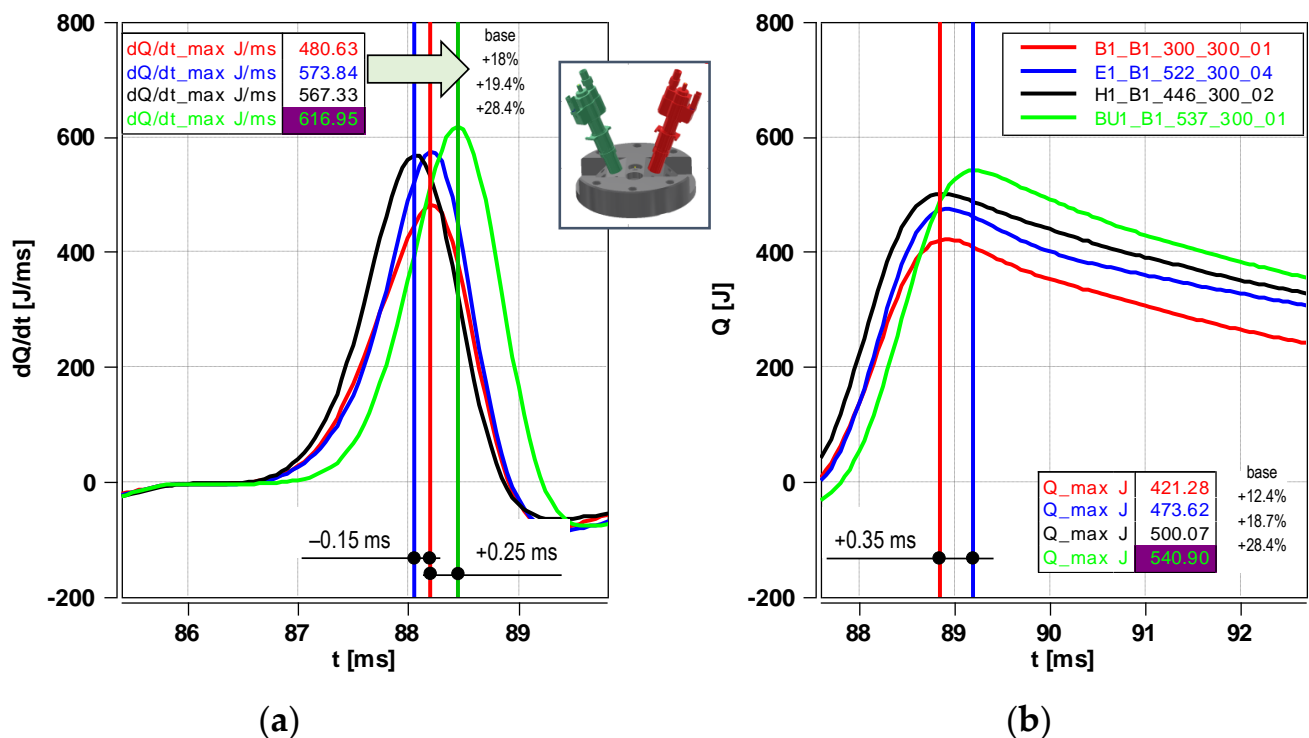 800
600
400
200
0
-200
dQ/dt [J/ms]
dQ/dt_max J/ms 480.63
dQ/dt_max J/ms 573.84
dQ/dt_max J/ms 567.33
dQ/dt_max J/ms 616.95
base
+18%
+19.4%
+28.4%
–0.15 ms
+0.25 ms
86 87 88 89
t [ms]
(a)
800
600
400
200
0
-200
Q [J]
B1_B1_300_300_01
E1_B1_522_300_04
H1_B1_446_300_02
BU1_B1_537_300_01
Q_max J 421.28
Q_max J 473.62
Q_max J 500.07
Q_max J 540.90
base
+12.4%
+18.7%
+28.4%
+0.35 ms
88 89 90 91 92
t [ms]
(b)